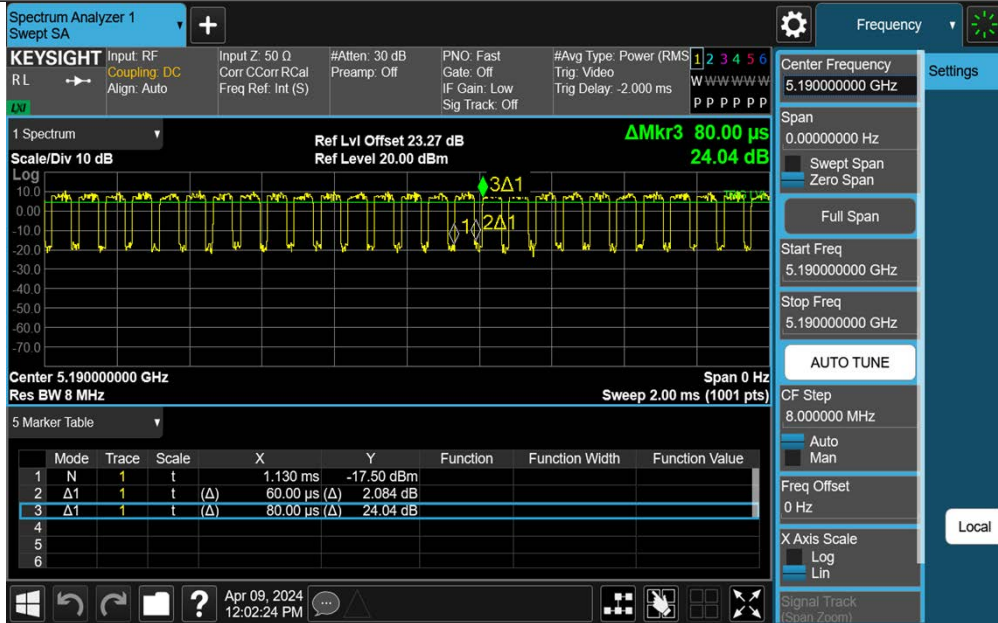 Spectrum Analyzer 1
Swept SA
+
Frequency
KEYSIGHT
R L
LXI
Input: RF
Coupling: DC
Align: Auto
Input Z: 50 Ω
Corr CCorr RCal
Freq Ref: Int (S)
#Atten: 30 dB
Preamp: Off
PNO: Fast
Gate: Off
IF Gain: Low
Sig Track: Off
#Avg Type: Power (RMS
Trig: Video
Trig Delay: -2.000 ms
1 2 3 4 5 6
W W W W W W
P P P P P P
Settings
Center Frequency
5.190000000 GHz
Span
0.00000000 Hz
Swept Span
Zero Span
Full Span
Start Freq
5.190000000 GHz
Stop Freq
5.190000000 GHz
AUTO TUNE
CF Step
8.000000 MHz
Auto
Man
Freq Offset
0 Hz
X Axis Scale
Log
Lin
Signal Track
(Span Zoom)
Local
1 Spectrum
Scale/Div 10 dB
Ref Lvl Offset 23.27 dB
Ref Level 20.00 dBm
ΔMkr3 80.00 µs
24.04 dB
Log
10.0
0.00
-10.0
-20.0
-30.0
-40.0
-50.0
-60.0
-70.0
3Δ1
1
2Δ1
Center 5.190000000 GHz
Res BW 8 MHz
Span 0 Hz
Sweep 2.00 ms (1001 pts)
5 Marker Table
Mode Trace Scale X Y Function Function Width Function Value
1 N 1 t 1.130 ms -17.50 dBm
2 Δ1 1 t (Δ) 60.00 µs (Δ) 2.084 dB
3 Δ1 1 t (Δ) 80.00 µs (Δ) 24.04 dB
4
5
6
?
Apr 09, 2024
12:02:24 PM